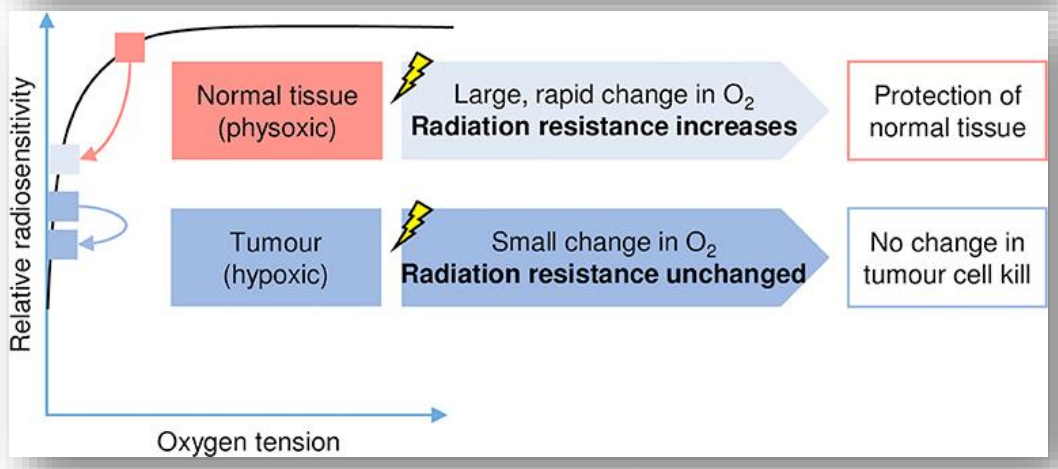 Relative radiosensitivity
Normal tissue
(physoxic)
Large, rapid change in O₂
Radiation resistance increases
Protection of
normal tissue
Tumour
(hypoxic)
Small change in O₂
Radiation resistance unchanged
No change in
tumour cell kill
Oxygen tension